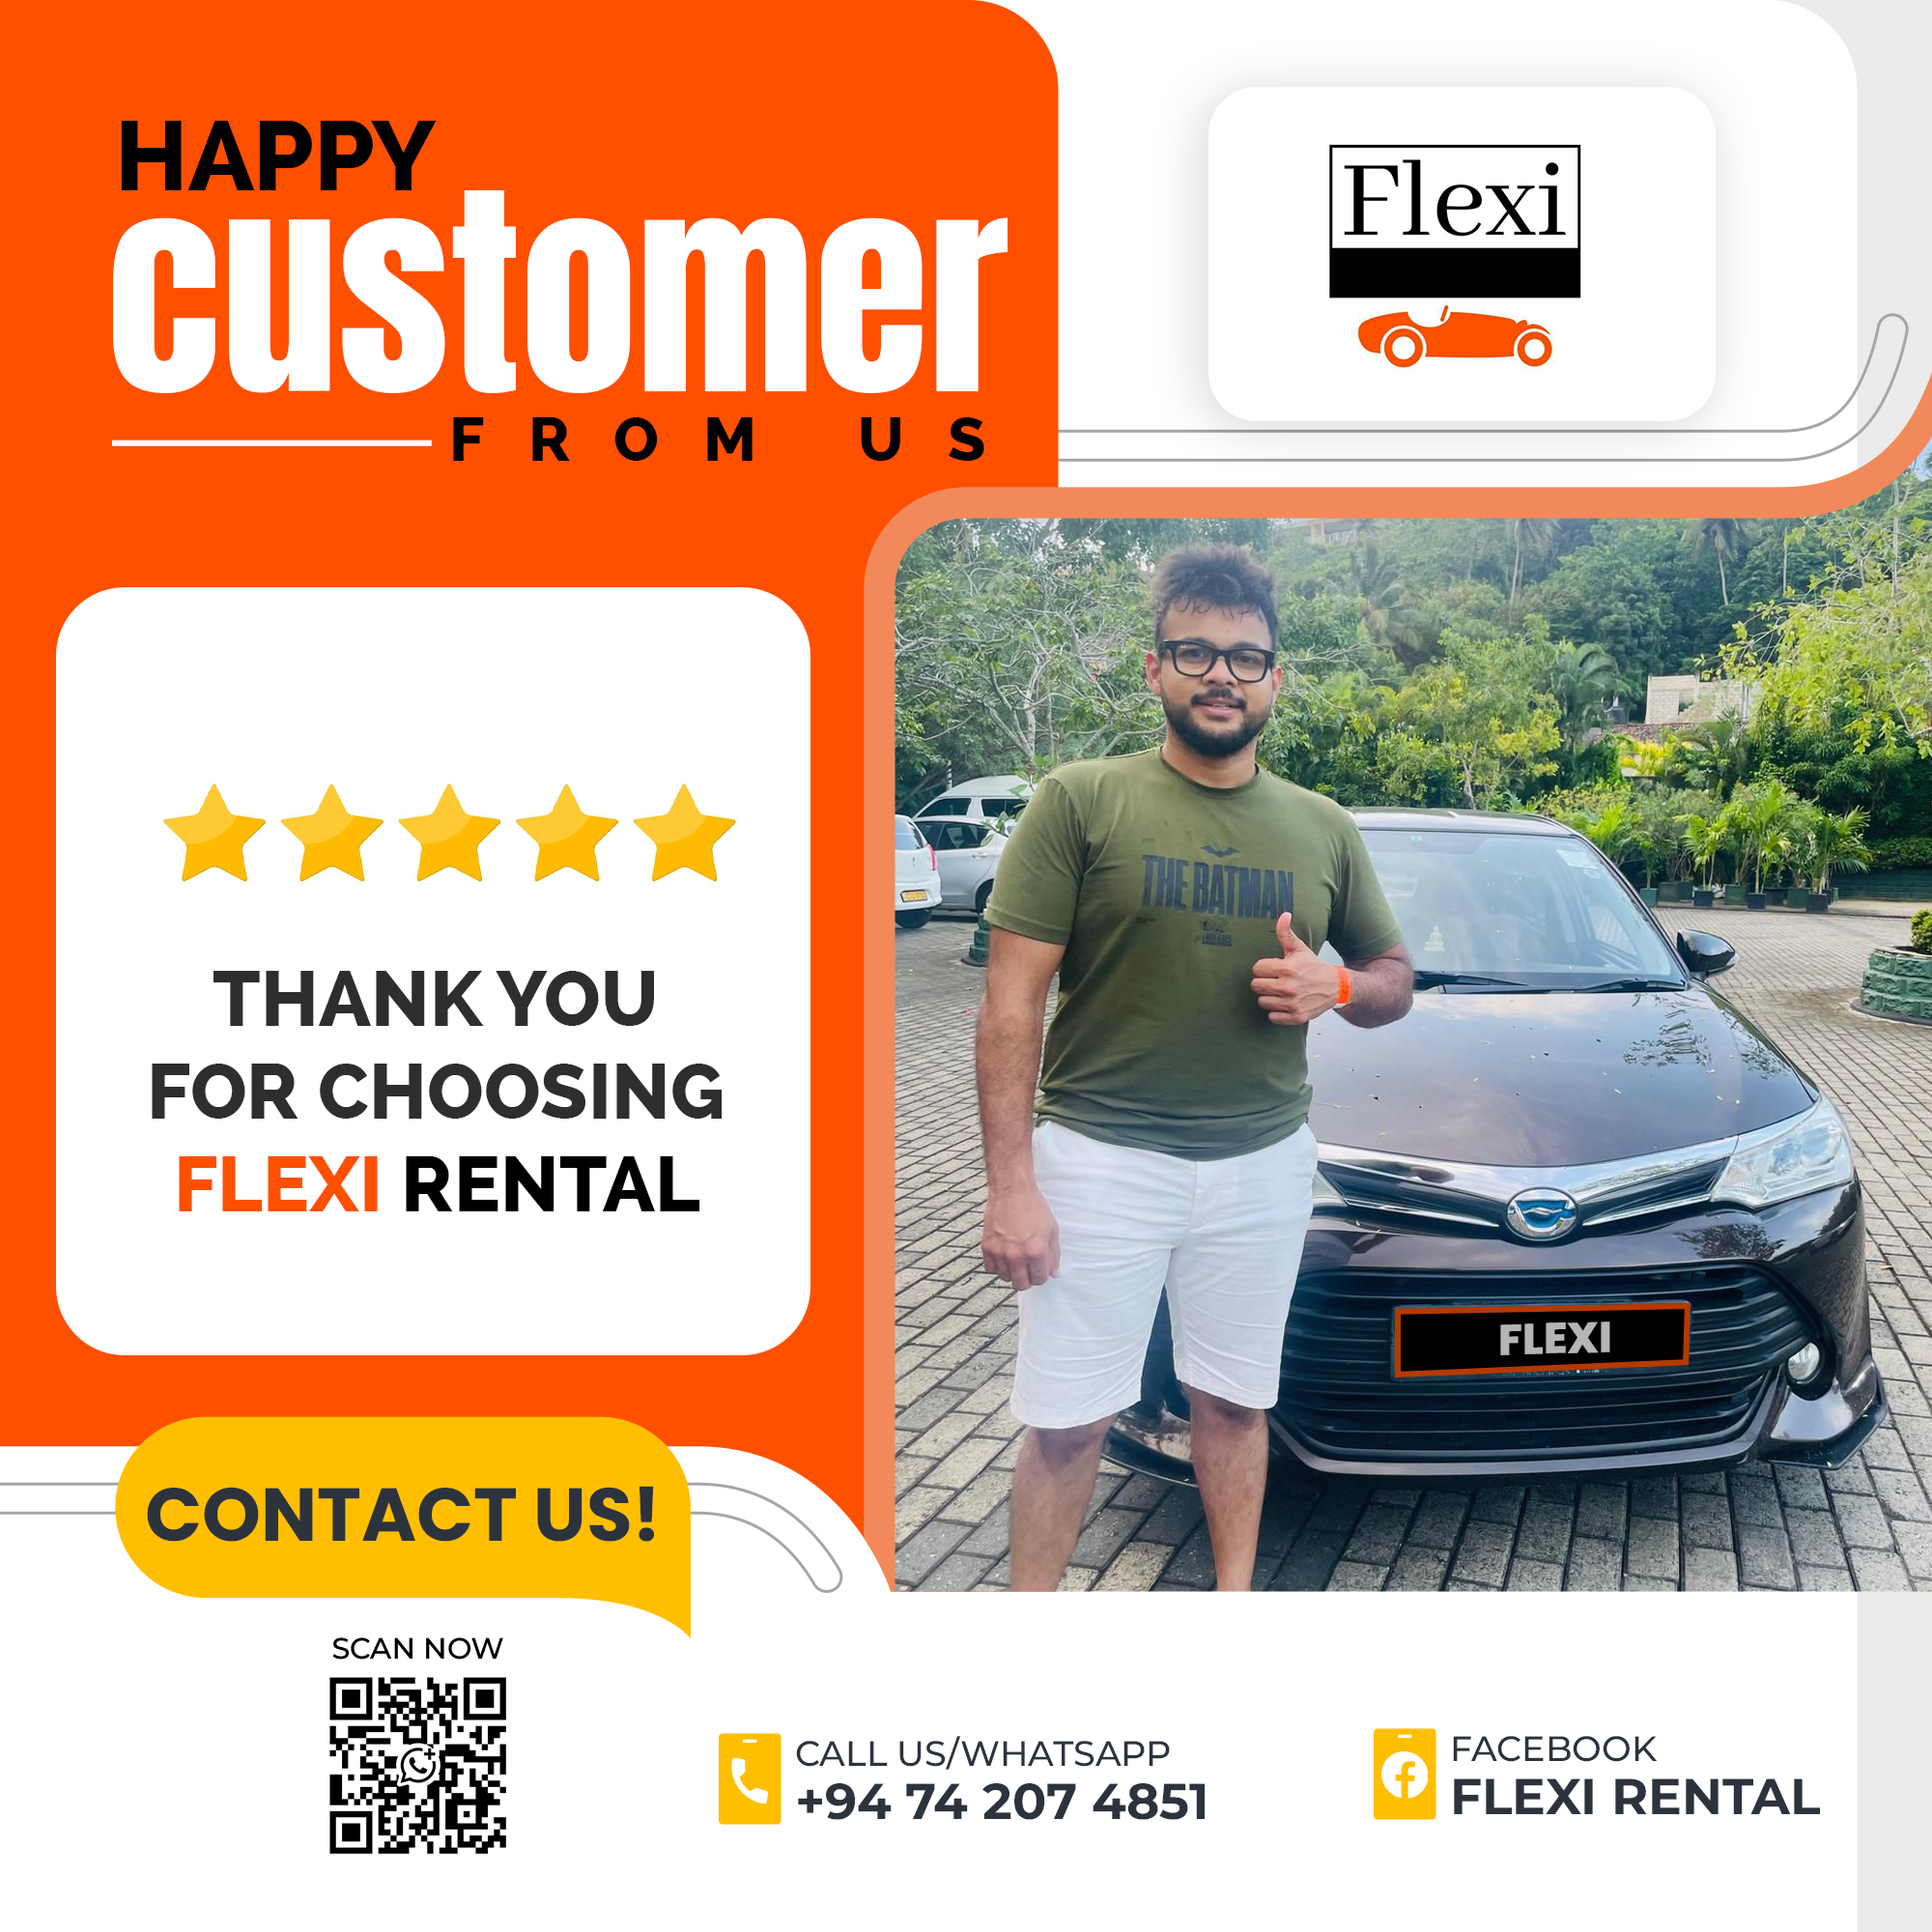 HAPPY
customer
FROM US
Flexi
THANK YOU
FOR CHOOSING
FLEXI RENTAL
THE BATMAN
FLEXI
CONTACT US!
SCAN NOW
CALL US/WHATSAPP
+94 74 207 4851
FACEBOOK
FLEXI RENTAL